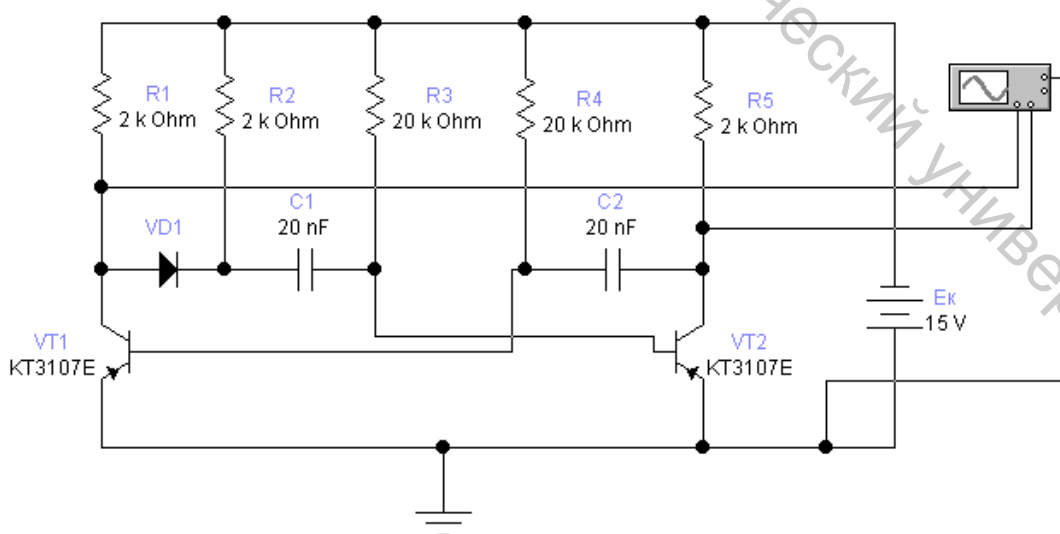 R1
2 k Ohm
R2
2 k Ohm
R3
20 k Ohm
R4
20 k Ohm
R5
2 k Ohm
VD1
C1
20 nF
C2
20 nF
Ек
15 V
VT1
KT3107E
VT2
KT3107E